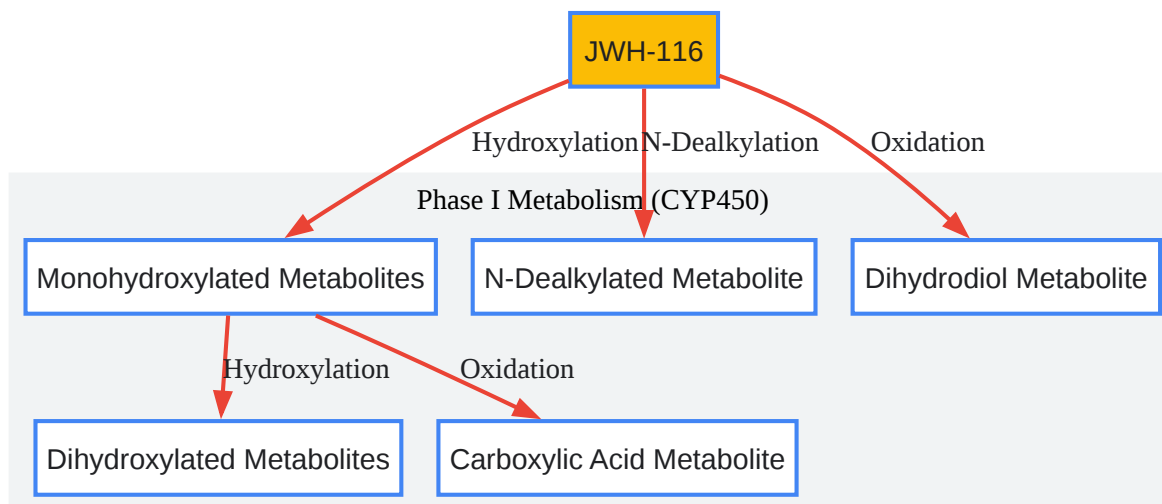 JWH-116
Hydroxylation
N-Dealkylation
Oxidation
Phase I Metabolism (CYP450)
Monohydroxylated Metabolites
N-Dealkylated Metabolite
Dihydrodiol Metabolite
Hydroxylation
Oxidation
Dihydroxylated Metabolites
Carboxylic Acid Metabolite